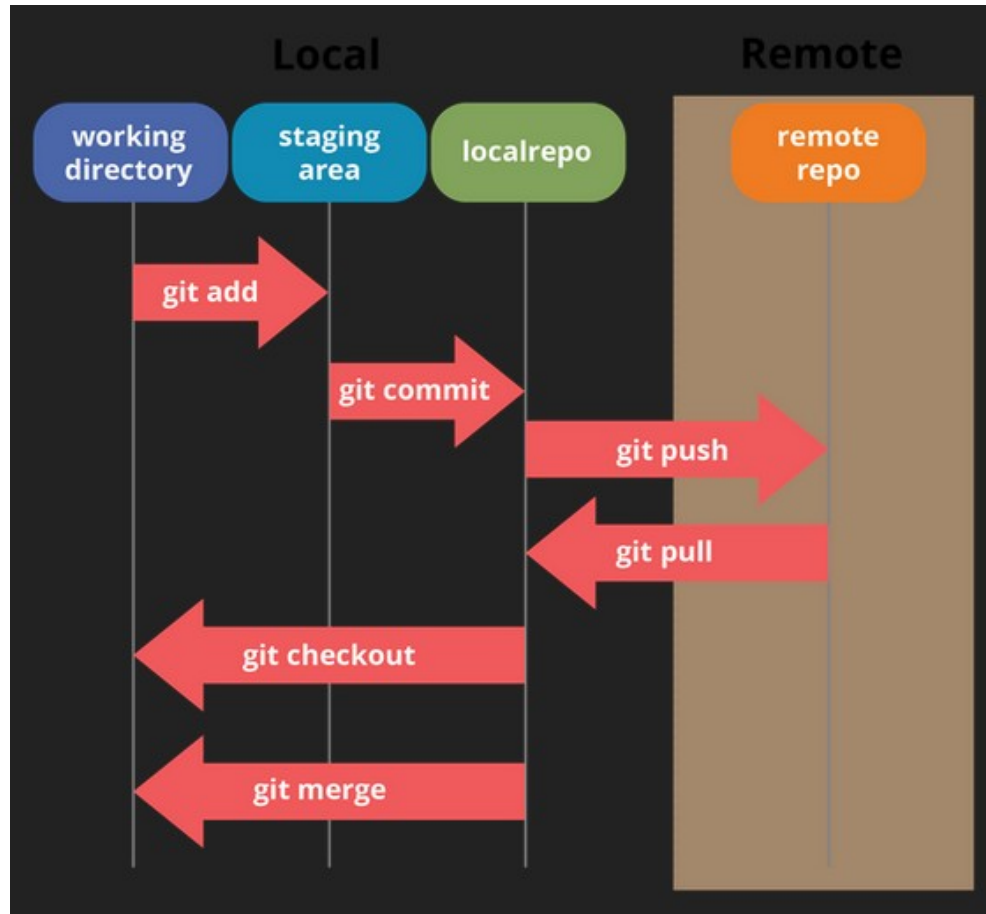 Local
Remote
working
directory
staging
area
localrepo
remote
repo
git add
git commit
git push
git pull
git checkout
git merge